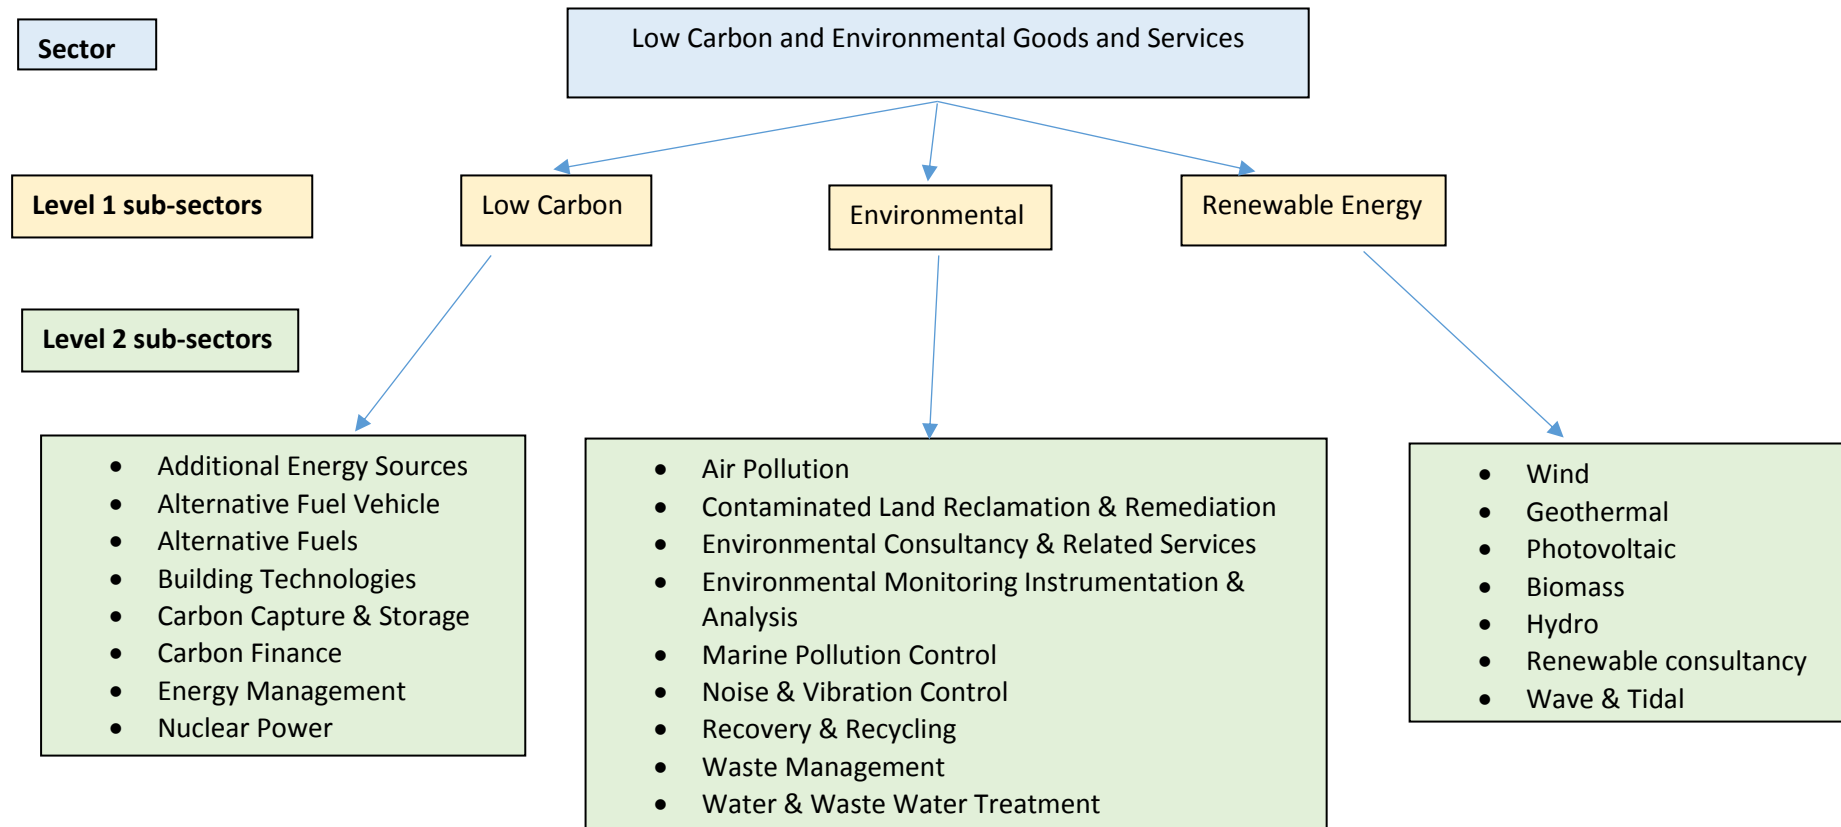 Sector
Low Carbon and Environmental Goods and Services
Level 1 sub-sectors
Low Carbon
Environmental
Renewable Energy
Level 2 sub-sectors
• Additional Energy Sources
• Alternative Fuel Vehicle
• Alternative Fuels
• Building Technologies
• Carbon Capture & Storage
• Carbon Finance
• Energy Management
• Nuclear Power
• Air Pollution
• Contaminated Land Reclamation & Remediation
• Environmental Consultancy & Related Services
• Environmental Monitoring Instrumentation &
Analysis
• Marine Pollution Control
• Noise & Vibration Control
• Recovery & Recycling
• Waste Management
• Water & Waste Water Treatment
• Wind
• Geothermal
• Photovoltaic
• Biomass
• Hydro
• Renewable consultancy
• Wave & Tidal